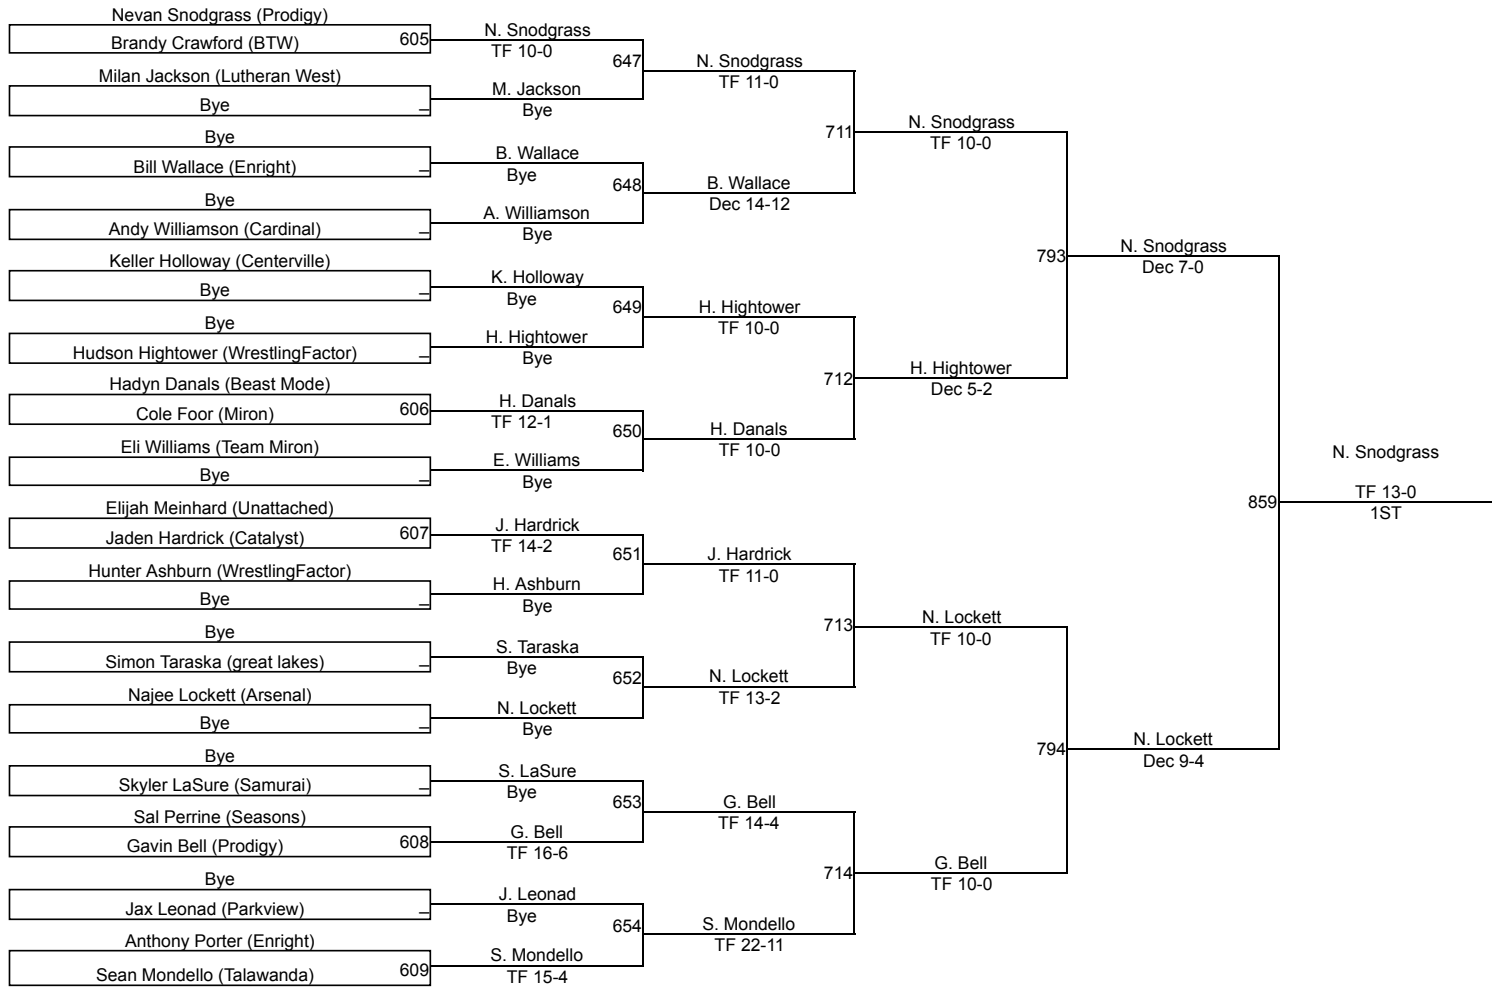 Nevan Snodgrass (Prodigy)
Brandy Crawford (BTW) 605
Milan Jackson (Lutheran West)
Bye _
Bye
Bill Wallace (Enright) _
Bye
Andy Williamson (Cardinal) _
Keller Holloway (Centerville)
Bye _
Bye
Hudson Hightower (WrestlingFactor) _
Hadyn Danals (Beast Mode)
Cole Foor (Miron) 606
Eli Williams (Team Miron)
Bye _
Elijah Meinhard (Unattached)
Jaden Hardrick (Catalyst) 607
Hunter Ashburn (WrestlingFactor)
Bye _
Bye
Simon Taraska (great lakes) _
Najee Lockett (Arsenal)
Bye _
Bye
Skyler LaSure (Samurai) _
Sal Perrine (Seasons)
Gavin Bell (Prodigy) 608
Bye
Jax Leonad (Parkview) _
Anthony Porter (Enright)
Sean Mondello (Talawanda) 609
N. Snodgrass
TF 10-0
647
M. Jackson
Bye
B. Wallace
Bye
648
A. Williamson
Bye
K. Holloway
Bye
649
H. Hightower
Bye
H. Danals
TF 12-1
650
E. Williams
Bye
J. Hardrick
TF 14-2
651
H. Ashburn
Bye
S. Taraska
Bye
652
N. Lockett
Bye
S. LaSure
Bye
653
G. Bell
TF 16-6
J. Leonad
Bye
654
S. Mondello
TF 15-4
N. Snodgrass
TF 11-0
711
B. Wallace
Dec 14-12
H. Hightower
TF 10-0
712
H. Danals
TF 10-0
J. Hardrick
TF 11-0
713
N. Lockett
TF 13-2
G. Bell
TF 14-4
714
S. Mondello
TF 22-11
N. Snodgrass
TF 10-0
793
H. Hightower
Dec 5-2
N. Lockett
TF 10-0
794
G. Bell
TF 10-0
N. Snodgrass
Dec 7-0
859
N. Lockett
Dec 9-4
N. Snodgrass
TF 13-0
1ST